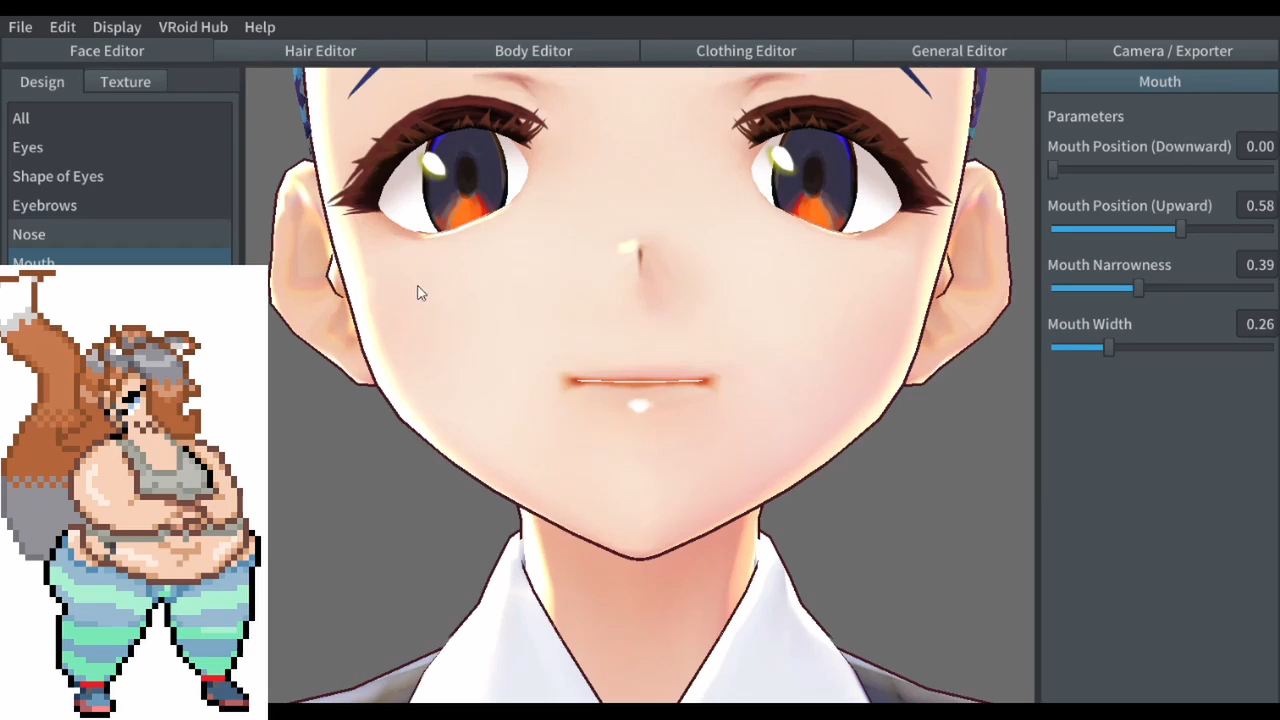 File Edit Display VRoid Hub Help
Face Editor Hair Editor Body Editor Clothing Editor General Editor Camera / Exporter
Design Texture
All
Eyes
Shape of Eyes
Eyebrows
Nose
Mouth
Mouth
Parameters
Mouth Position (Downward) 0.00
Mouth Position (Upward) 0.58
Mouth Narrowness 0.39
Mouth Width 0.26